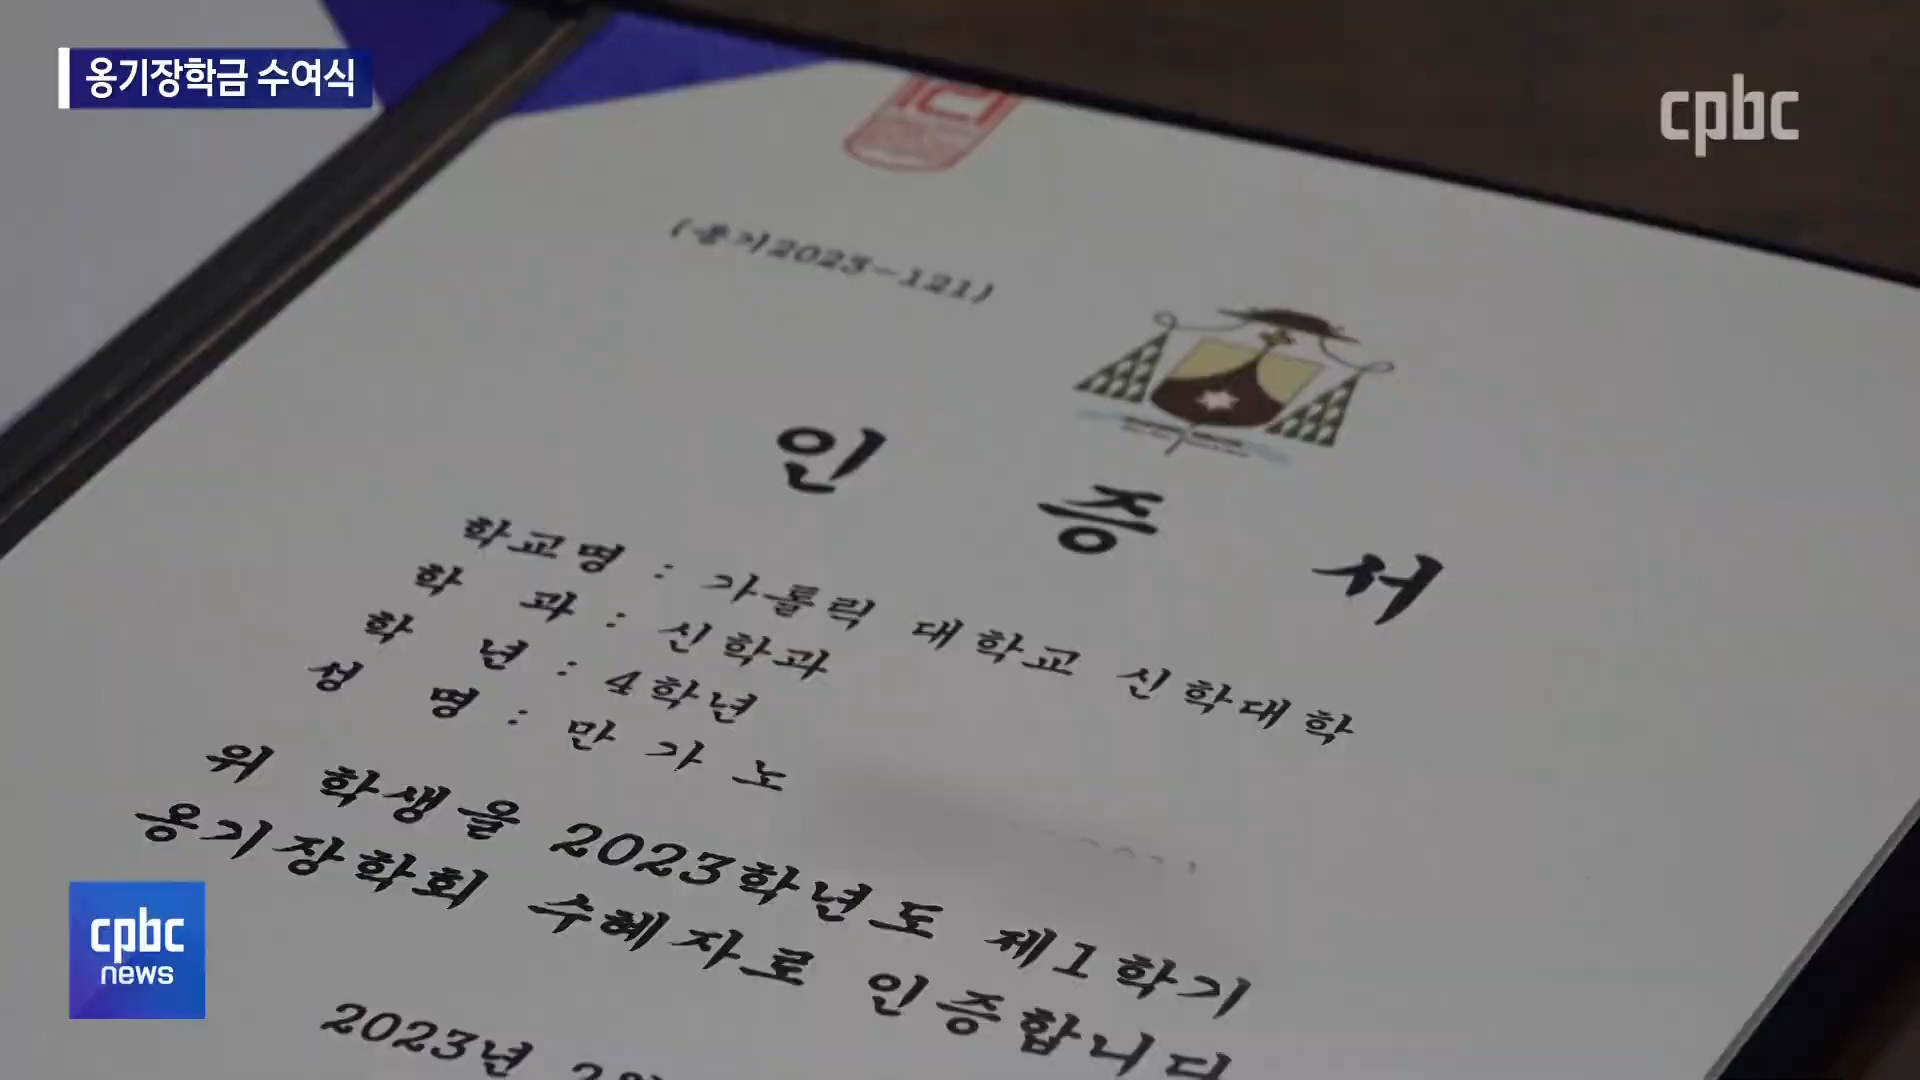 옹기장학금 수여식
cpbc
(옹기2023-121)
인 증 서
학교명 : 가톨릭 대학교 신학대학
학 과 : 신학과
학 년 : 4학년
성 명 : 만 가 노
위 학생을 2023학년도 제1학기
옹기장학회 수혜자로 인증합니다
cpbc
news
2023년